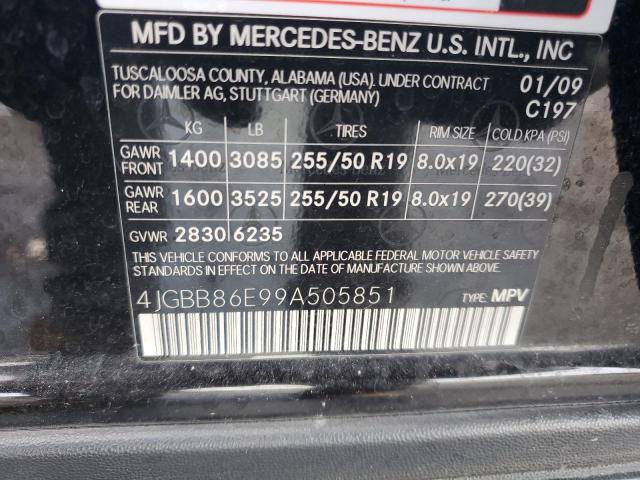 MFD BY MERCEDES-BENZ U.S. INTL., INC
TUSCALOOSA COUNTY, ALABAMA (USA). UNDER CONTRACT 01/09
FOR DAIMLER AG, STUTTGART (GERMANY) C197
KG LB TIRES RIM SIZE COLD KPA (PSI)
GAWR FRONT 1400 3085 255/50 R19 8.0x19 220(32)
GAWR REAR 1600 3525 255/50 R19 8.0x19 270(39)
GVWR 2830 6235
THIS VEHICLE CONFORMS TO ALL APPLICABLE FEDERAL MOTOR VEHICLE SAFETY
STANDARDS IN EFFECT ON THE DATE OF MANUFACTURE SHOWN ABOVE.
4JGBB86E99A505851 TYPE: MPV